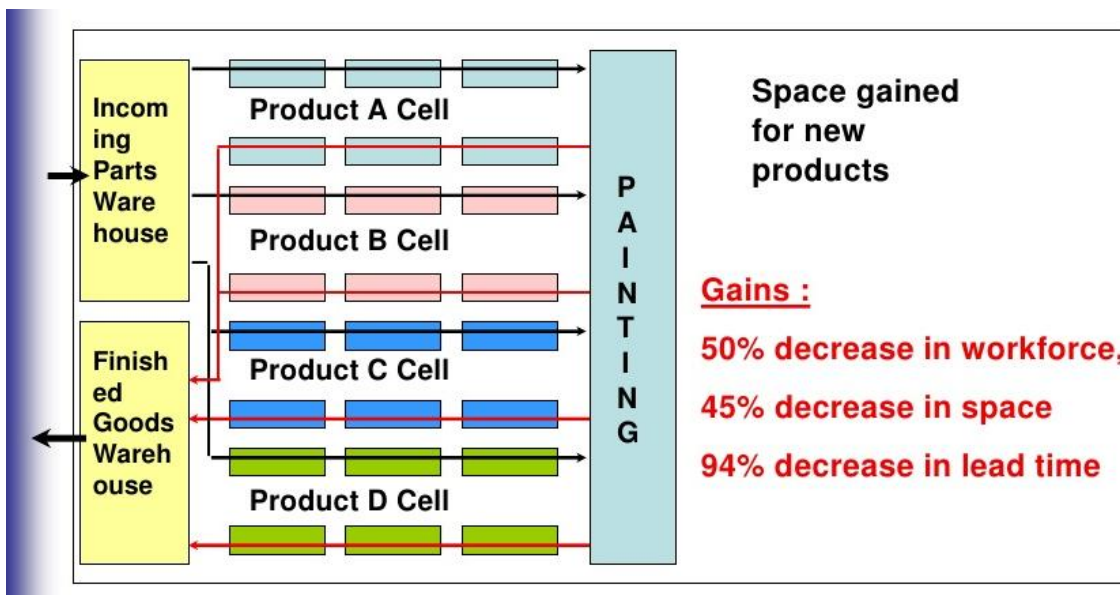 Incom
ing
Parts
Ware
house
Finish
ed
Goods
Wareh
ouse
Product A Cell
Product B Cell
Product C Cell
Product D Cell
P
A
I
N
T
I
N
G
Space gained
for new
products
Gains :
50% decrease in workforce,
45% decrease in space
94% decrease in lead time